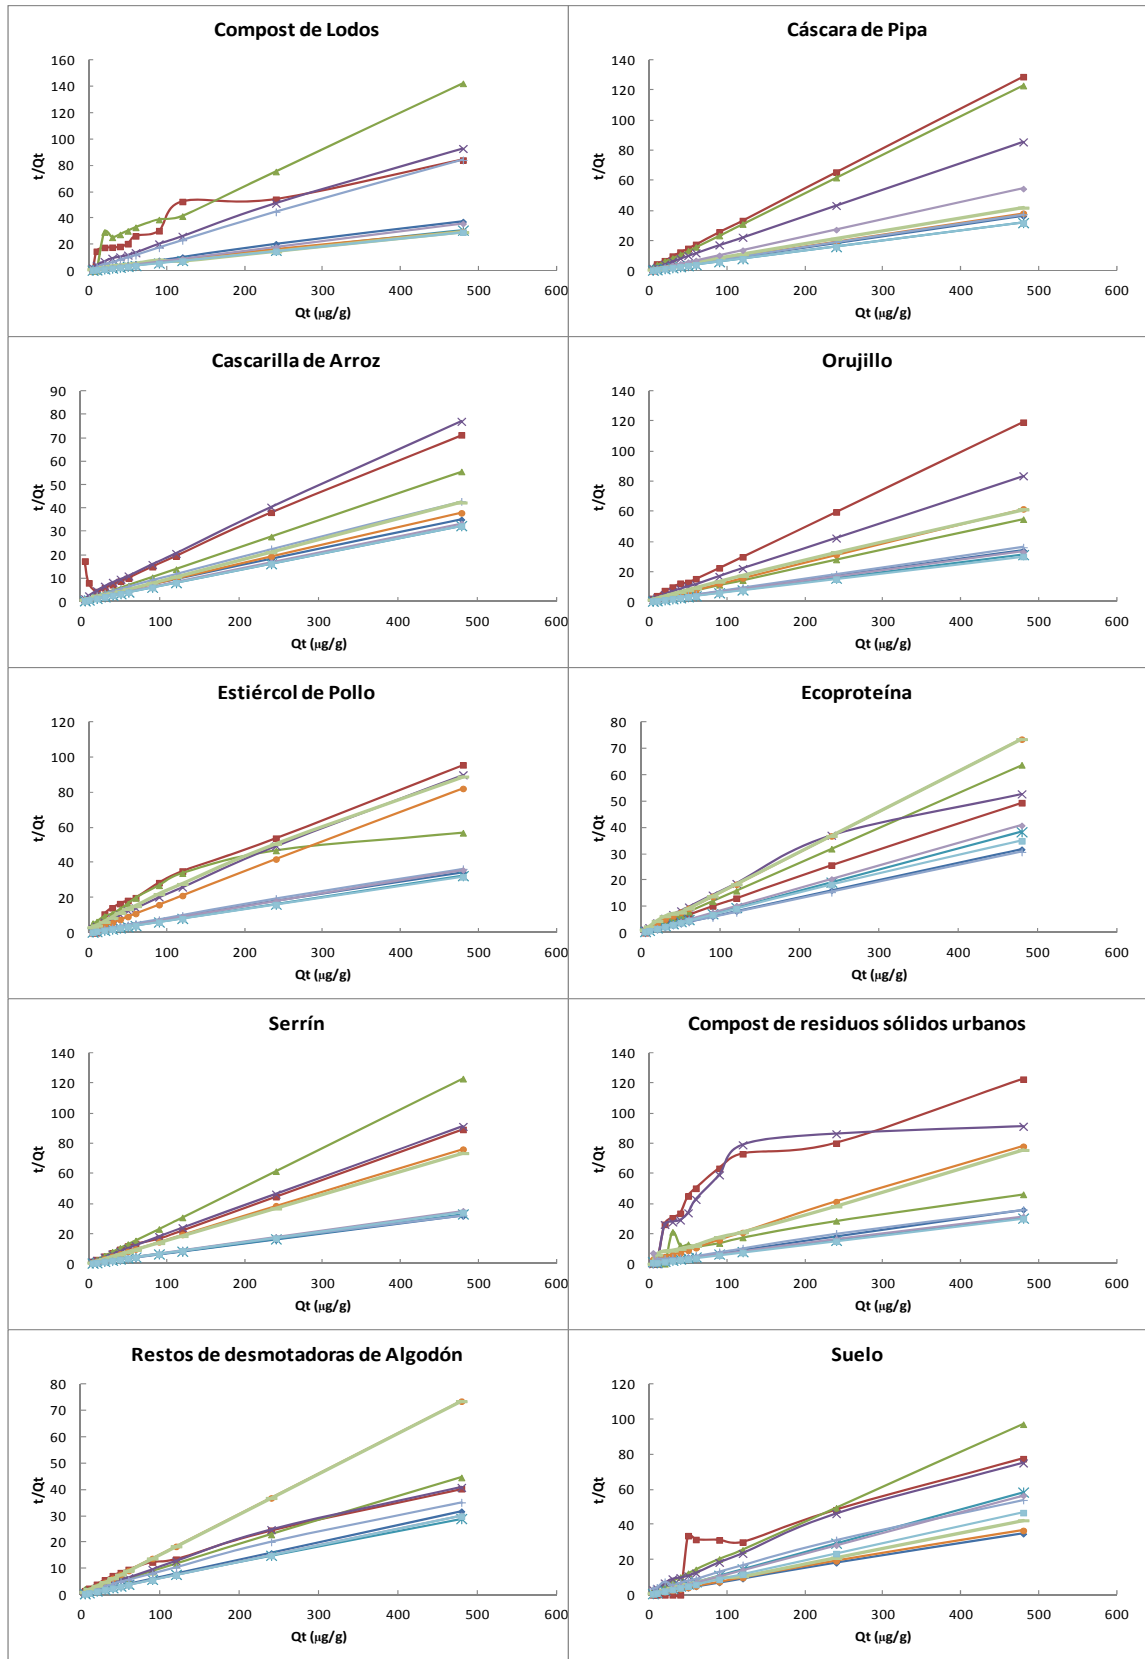 Compost de Lodos
t/Qt
160
140
120
100
80
60
40
20
0
0 100 200 300 400 500 600
Qt (µg/g)
Cáscara de Pipa
t/Qt
140
120
100
80
60
40
20
0
0 100 200 300 400 500 600
Qt (µg/g)
Cascarilla de Arroz
t/Qt
90
80
70
60
50
40
30
20
10
0
0 100 200 300 400 500 600
Qt (µg/g)
Orujillo
t/Qt
140
120
100
80
60
40
20
0
0 100 200 300 400 500 600
Qt (µg/g)
Estiércol de Pollo
t/Qt
120
100
80
60
40
20
0
0 100 200 300 400 500 600
Qt (µg/g)
Ecoproteína
t/Qt
80
70
60
50
40
30
20
10
0
0 100 200 300 400 500 600
Qt (µg/g)
Serrín
t/Qt
140
120
100
80
60
40
20
0
0 100 200 300 400 500 600
Qt (µg/g)
Compost de residuos sólidos urbanos
t/Qt
140
120
100
80
60
40
20
0
0 100 200 300 400 500 600
Qt (µg/g)
Restos de desmotadoras de Algodón
t/Qt
80
70
60
50
40
30
20
10
0
0 100 200 300 400 500 600
Qt (µg/g)
Suelo
t/Qt
120
100
80
60
40
20
0
0 100 200 300 400 500 600
Qt (µg/g)